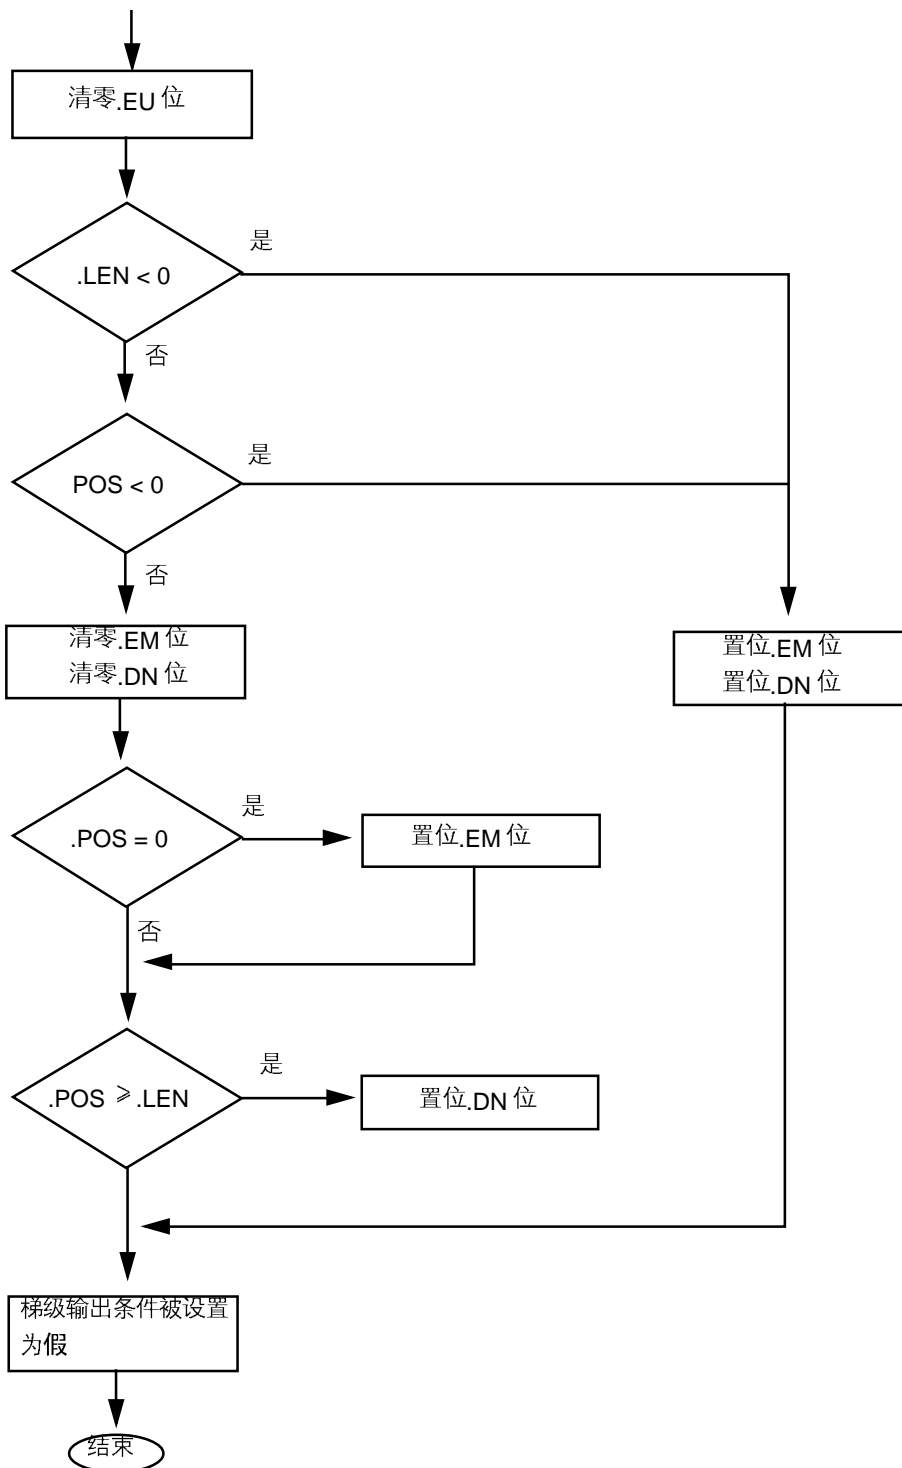 清零.EU 位
是
.LEN < 0
否
是
POS < 0
否
清零.EM 位
清零.DN 位
置位.EM 位
置位.DN 位
是
.POS = 0
置位.EM 位
否
是
.POS ⩾ .LEN
置位.DN 位
梯级输出条件被设置
为假
结束